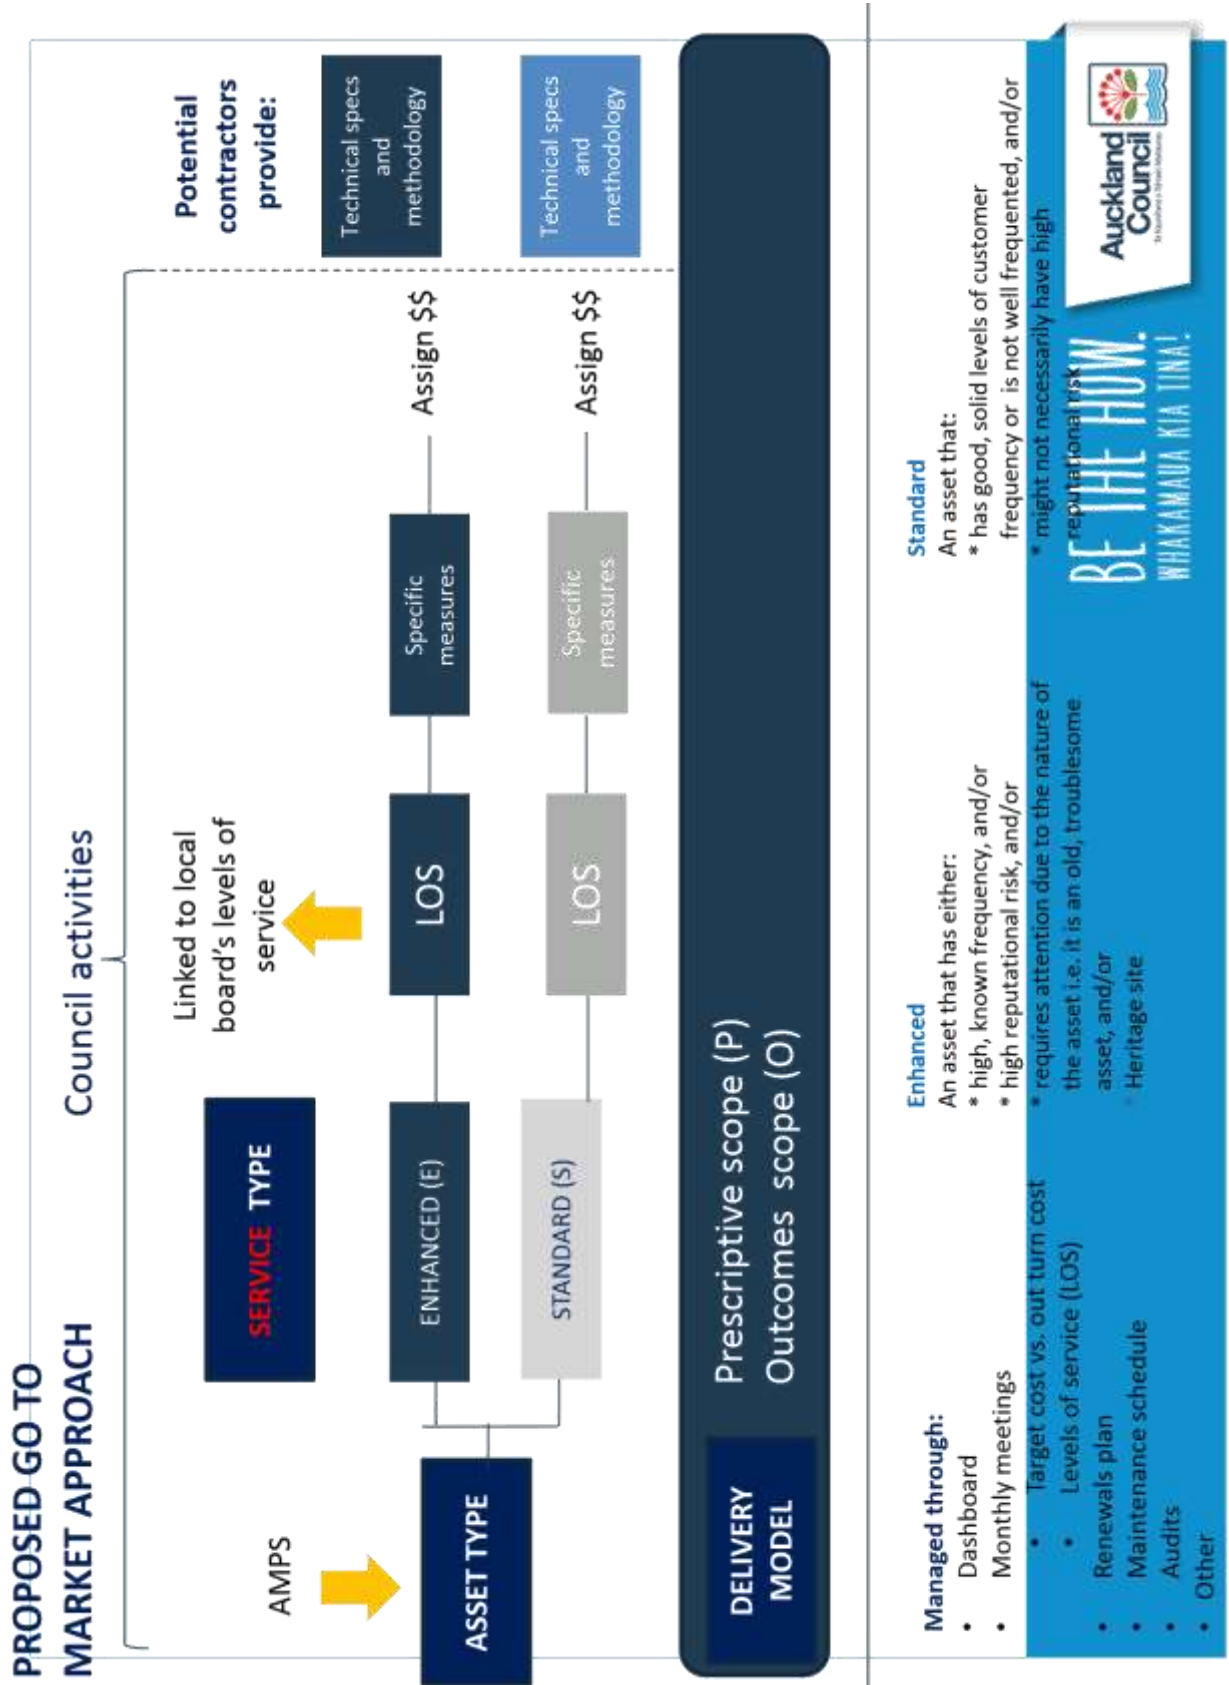 PROPOSED GO TO
MARKET APPROACH
Council activities
Potential
contractors
provide:
AMPS
SERVICE TYPE
Linked to local
board's levels of
service
ASSET TYPE
ENHANCED (E)
LOS
Specific
measures
Assign $$
Technical specs
and
methodology
STANDARD (S)
LOS
Specific
measures
Assign $$
Technical specs
and
methodology
DELIVERY
MODEL
Prescriptive scope (P)
Outcomes scope (O)
Managed through:
• Dashboard
• Monthly meetings
• Target cost vs. out turn cost
• Levels of service (LOS)
• Renewals plan
• Maintenance schedule
• Audits
• Other
Enhanced
An asset that has either:
* high, known frequency, and/or
* high reputational risk, and/or
* requires attention due to the nature of
the asset i.e. it is an old, troublesome
asset, and/or
* Heritage site
Standard
An asset that:
* has good, solid levels of customer
frequency or is not well frequented, and/or
* might not necessarily have high
reputational risk
BE THE HOW.
WHAKAMAUA KIA TINA!
Auckland
Council